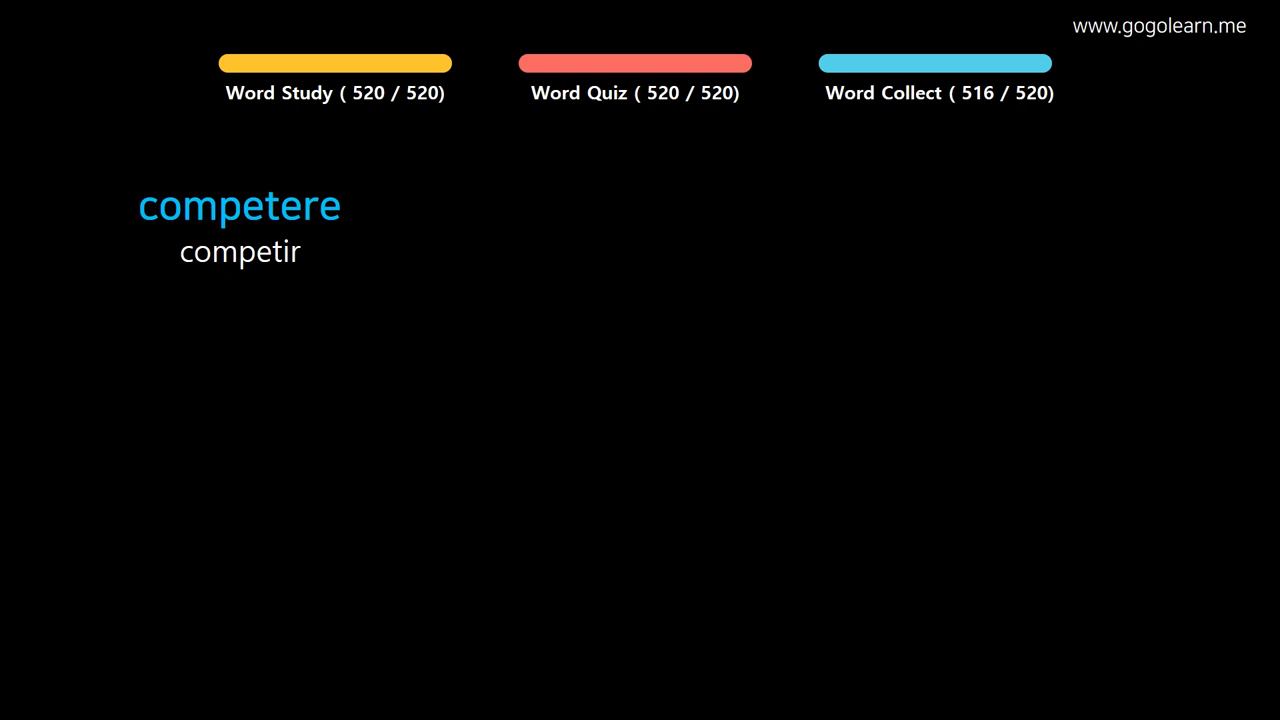 www.gogolearn.me
Word Study ( 520 / 520)
Word Quiz ( 520 / 520)
Word Collect ( 516 / 520)
competere
competir